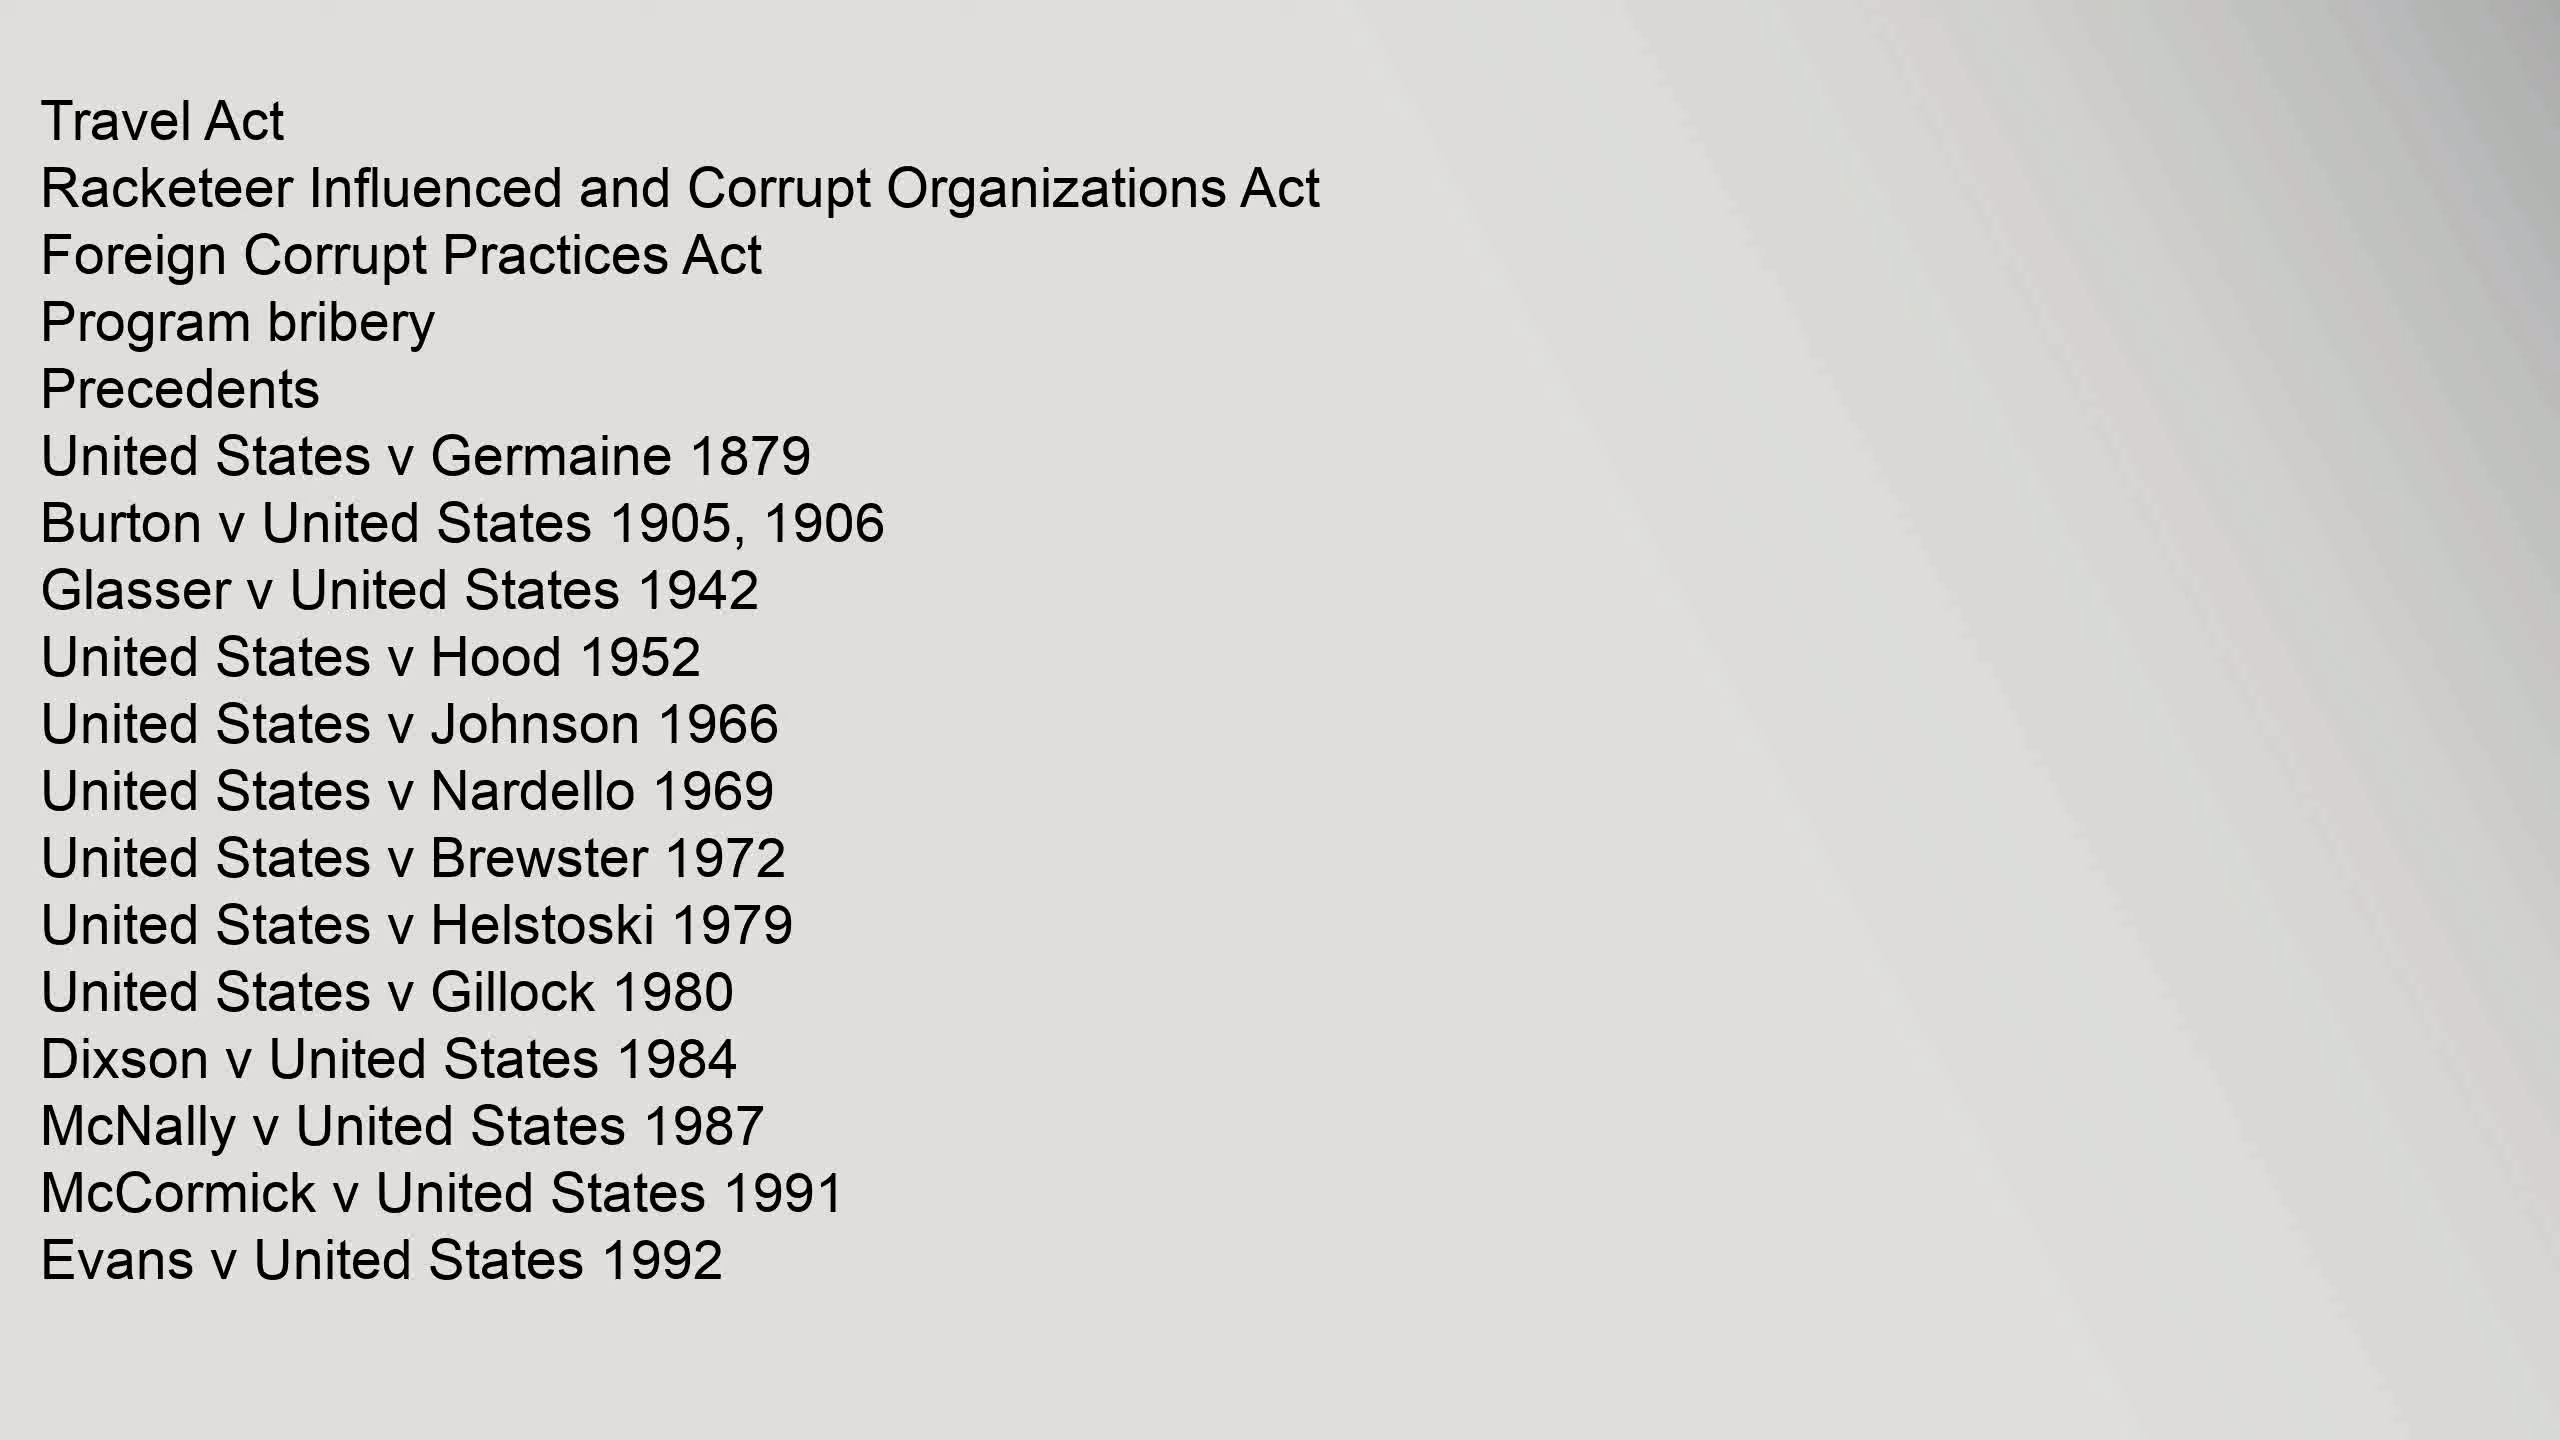 Travel Act
Racketeer Influenced and Corrupt Organizations Act
Foreign Corrupt Practices Act
Program bribery
Precedents
United States v Germaine 1879
Burton v United States 1905, 1906
Glasser v United States 1942
United States v Hood 1952
United States v Johnson 1966
United States v Nardello 1969
United States v Brewster 1972
United States v Helstoski 1979
United States v Gillock 1980
Dixson v United States 1984
McNally v United States 1987
McCormick v United States 1991
Evans v United States 1992